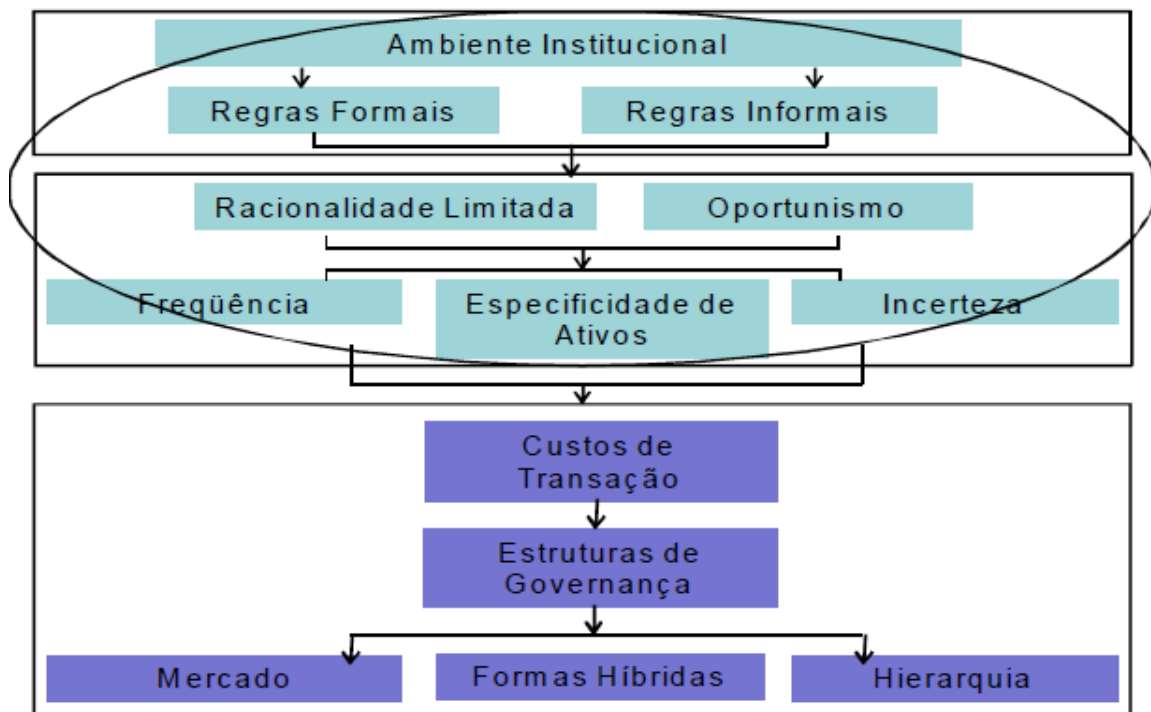 Ambiente Institucional
Regras Formais
Regras Informais
Racionalidade Limitada
Oportunismo
Freqüência
Especificidade de
Ativos
Incerteza
Custos de
Transação
Estruturas de
Governança
Mercado
Formas Híbridas
Hierarquia